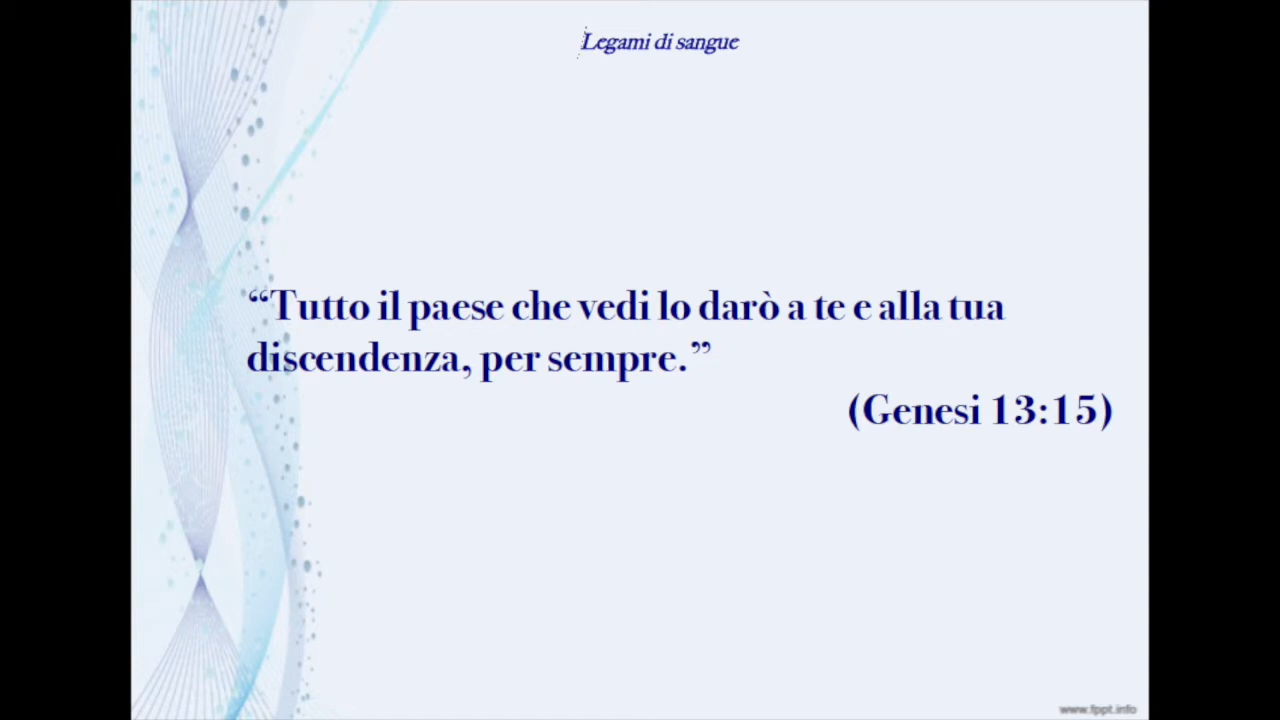 Legami di sangue
“Tutto il paese che vedi lo darò a te e alla tua
discendenza, per sempre.”
(Genesi 13:15)
www.fppt.info